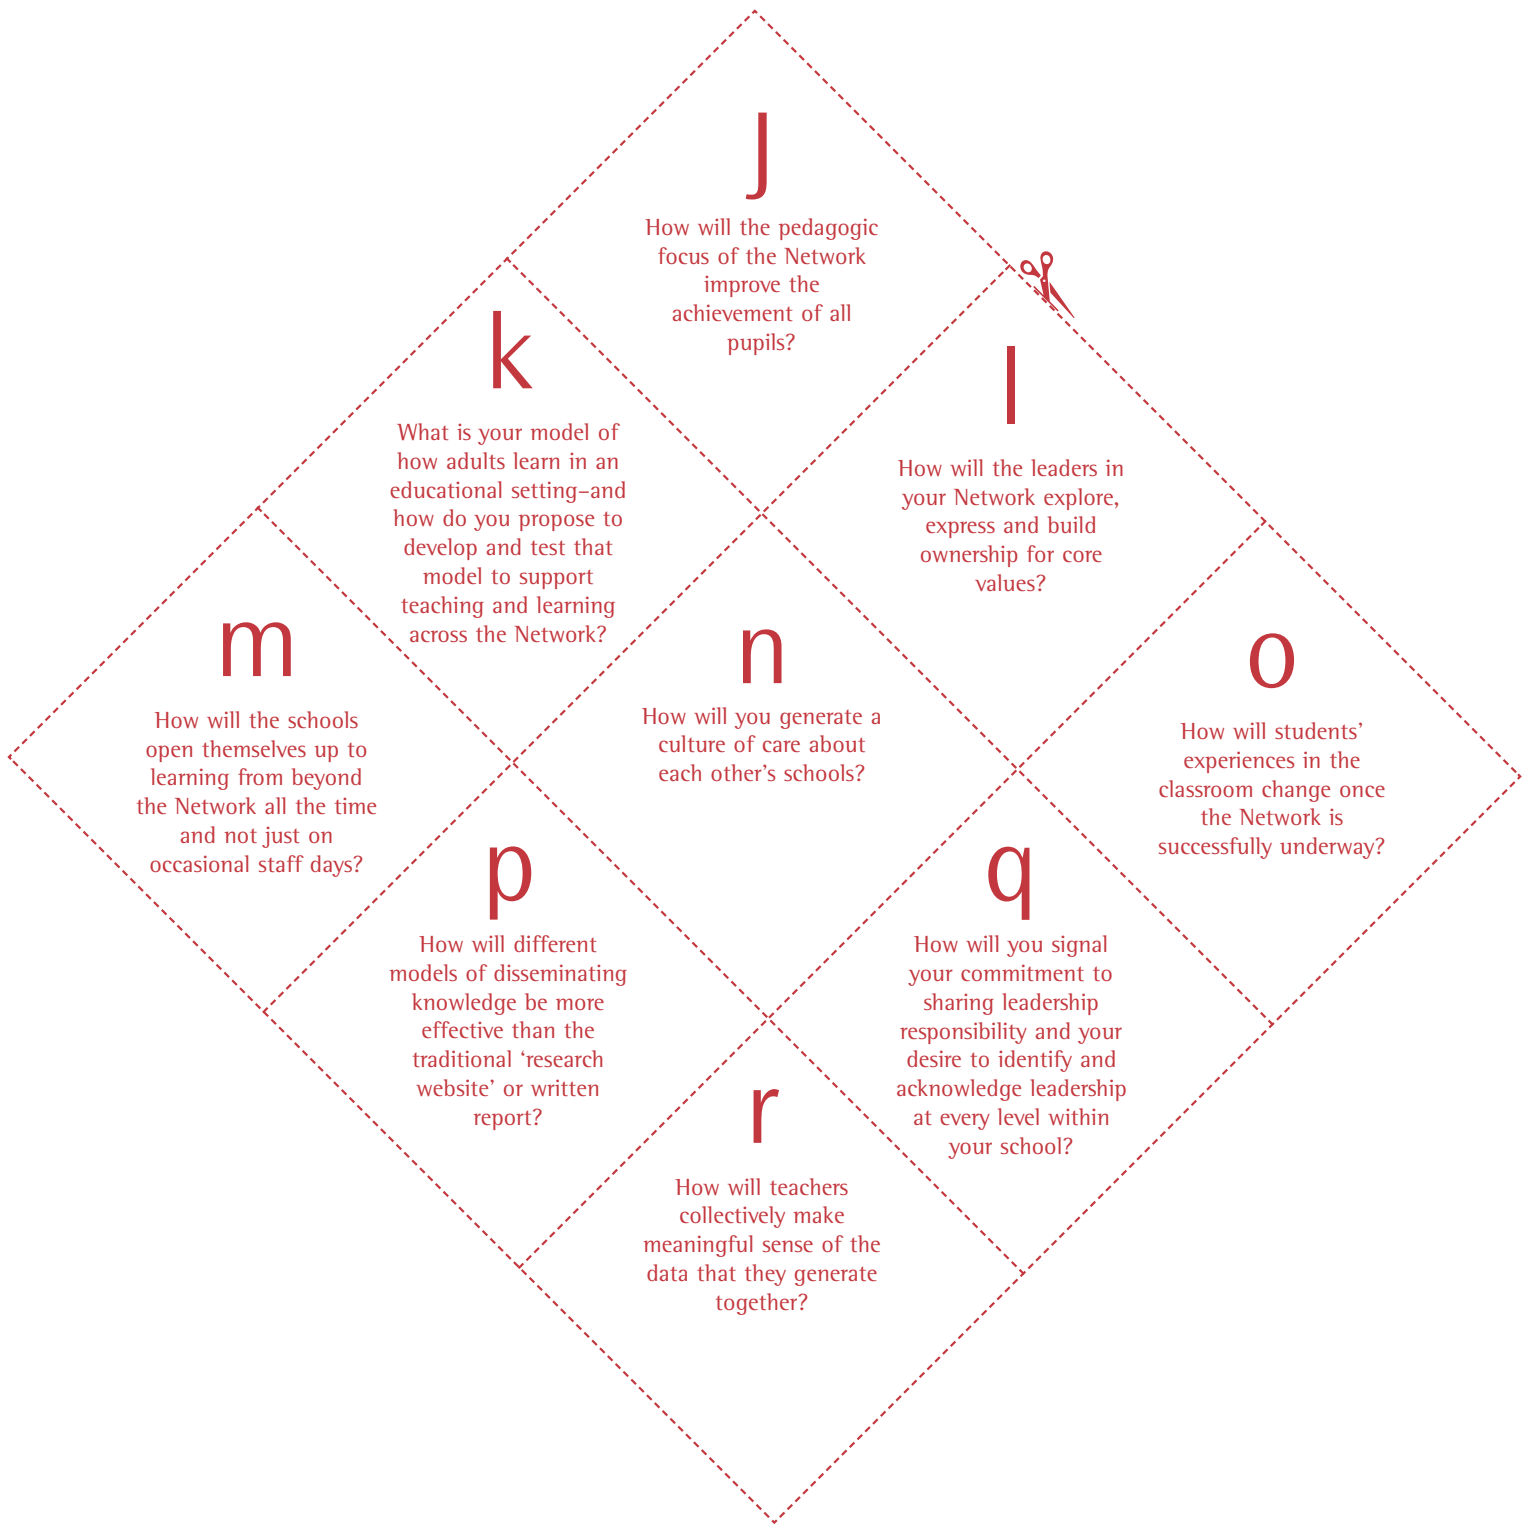 J
How will the pedagogic
focus of the Network
improve the
achievement of all
pupils?
k
What is your model of
how adults learn in an
educational setting–and
how do you propose to
develop and test that
model to support
teaching and learning
across the Network?
l
How will the leaders in
your Network explore,
express and build
ownership for core
values?
m
How will the schools
open themselves up to
learning from beyond
the Network all the time
and not just on
occasional staff days?
n
How will you generate a
culture of care about
each other’s schools?
o
How will students’
experiences in the
classroom change once
the Network is
successfully underway?
p
How will different
models of disseminating
knowledge be more
effective than the
traditional ‘research
website’ or written
report?
q
How will you signal
your commitment to
sharing leadership
responsibility and your
desire to identify and
acknowledge leadership
at every level within
your school?
r
How will teachers
collectively make
meaningful sense of the
data that they generate
together?